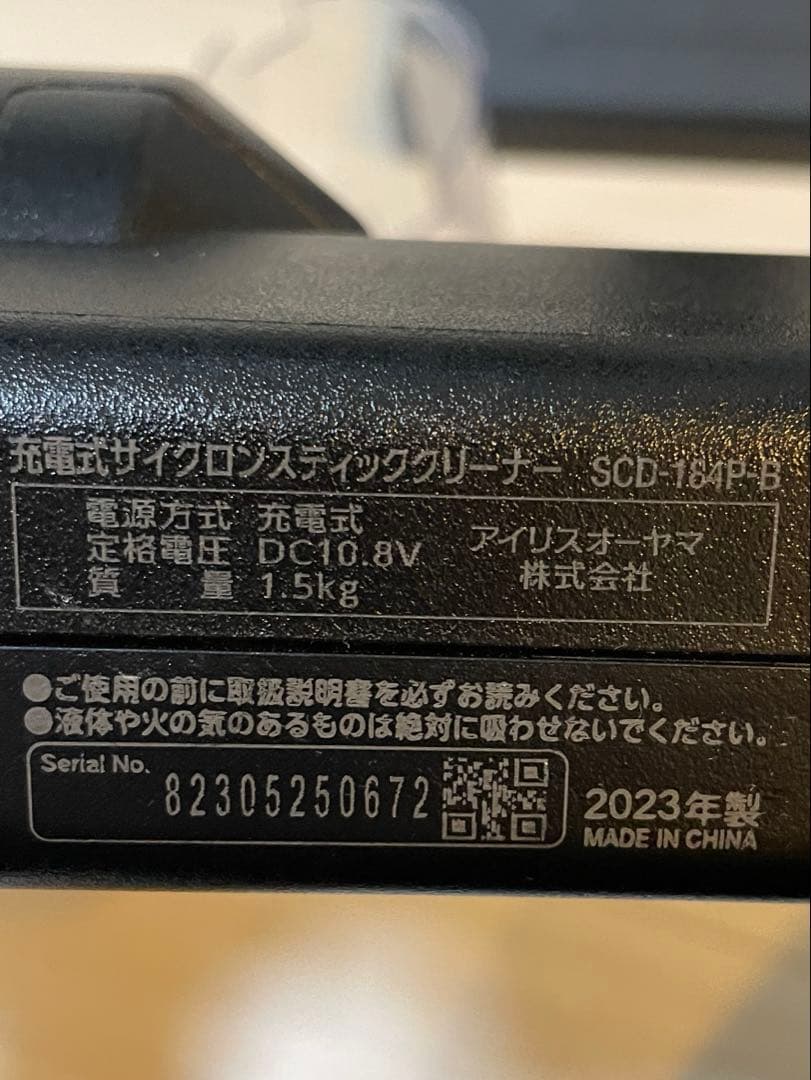 充電式サイクロンスティッククリーナー SCD-184P-B
電源方式 充電式
定格電圧 DC10.8V
質量 1.5kg
アイリスオーヤマ
株式会社
●ご使用の前に取扱説明書を必ずお読みください。
●液体や火の気のあるものは絶対に吸わせないでください。
Serial No.
82305250672
2023年製
MADE IN CHINA